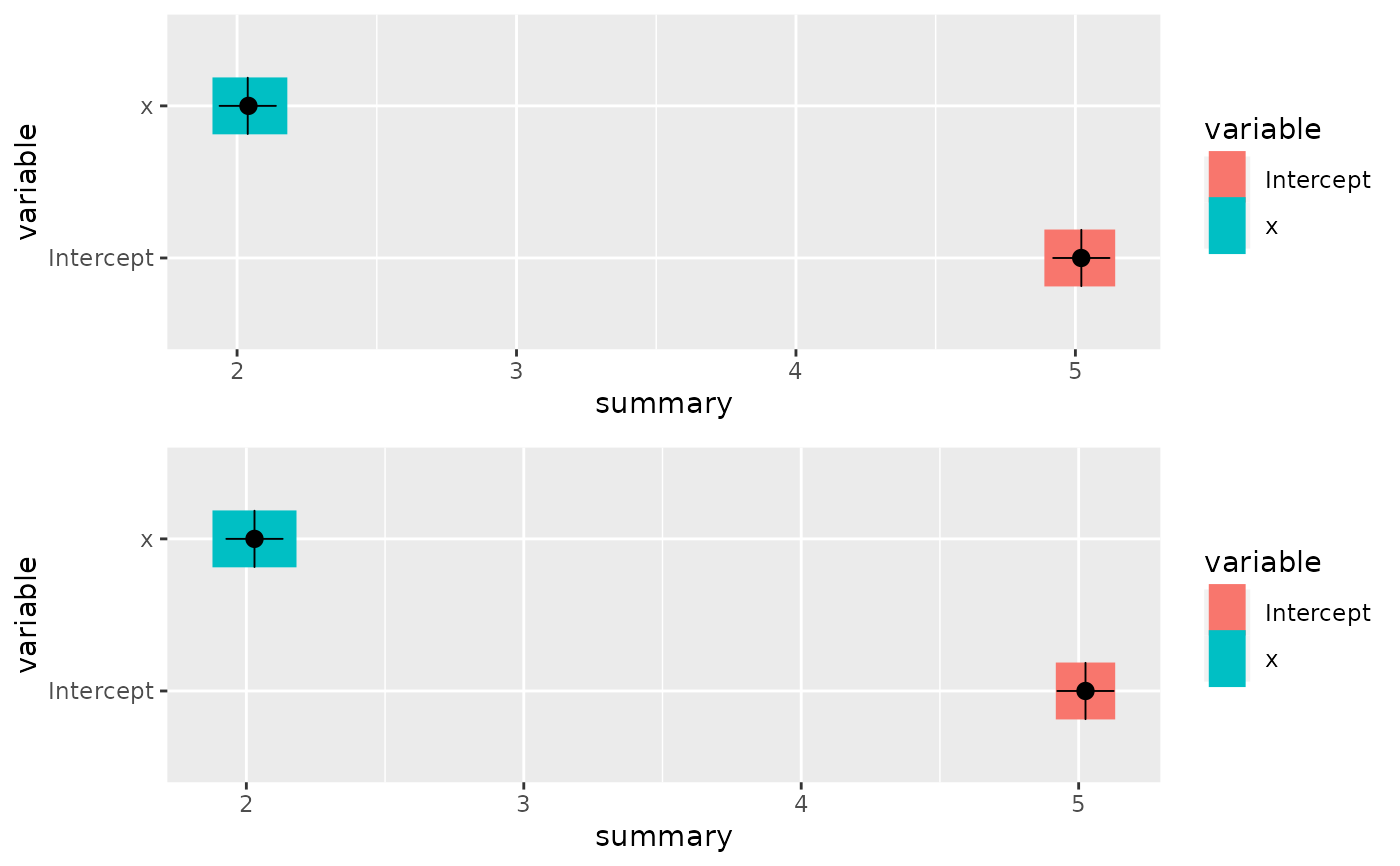 variable
x
Intercept
2 3 4 5
summary
variable
Intercept
x
variable
x
Intercept
2 3 4 5
summary
variable
Intercept
x